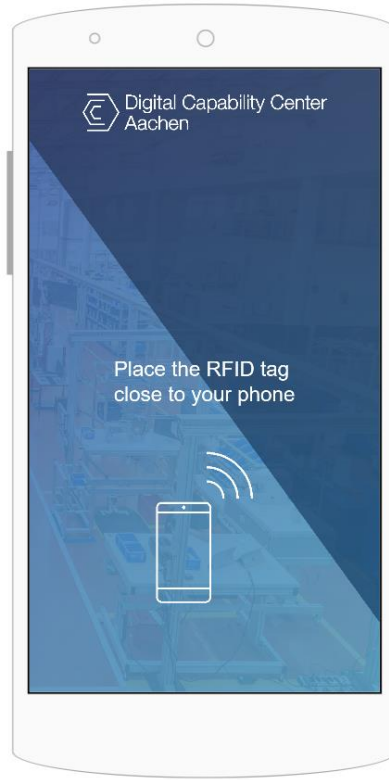 Digital Capability Center
Aachen
Place the RFID tag
close to your phone